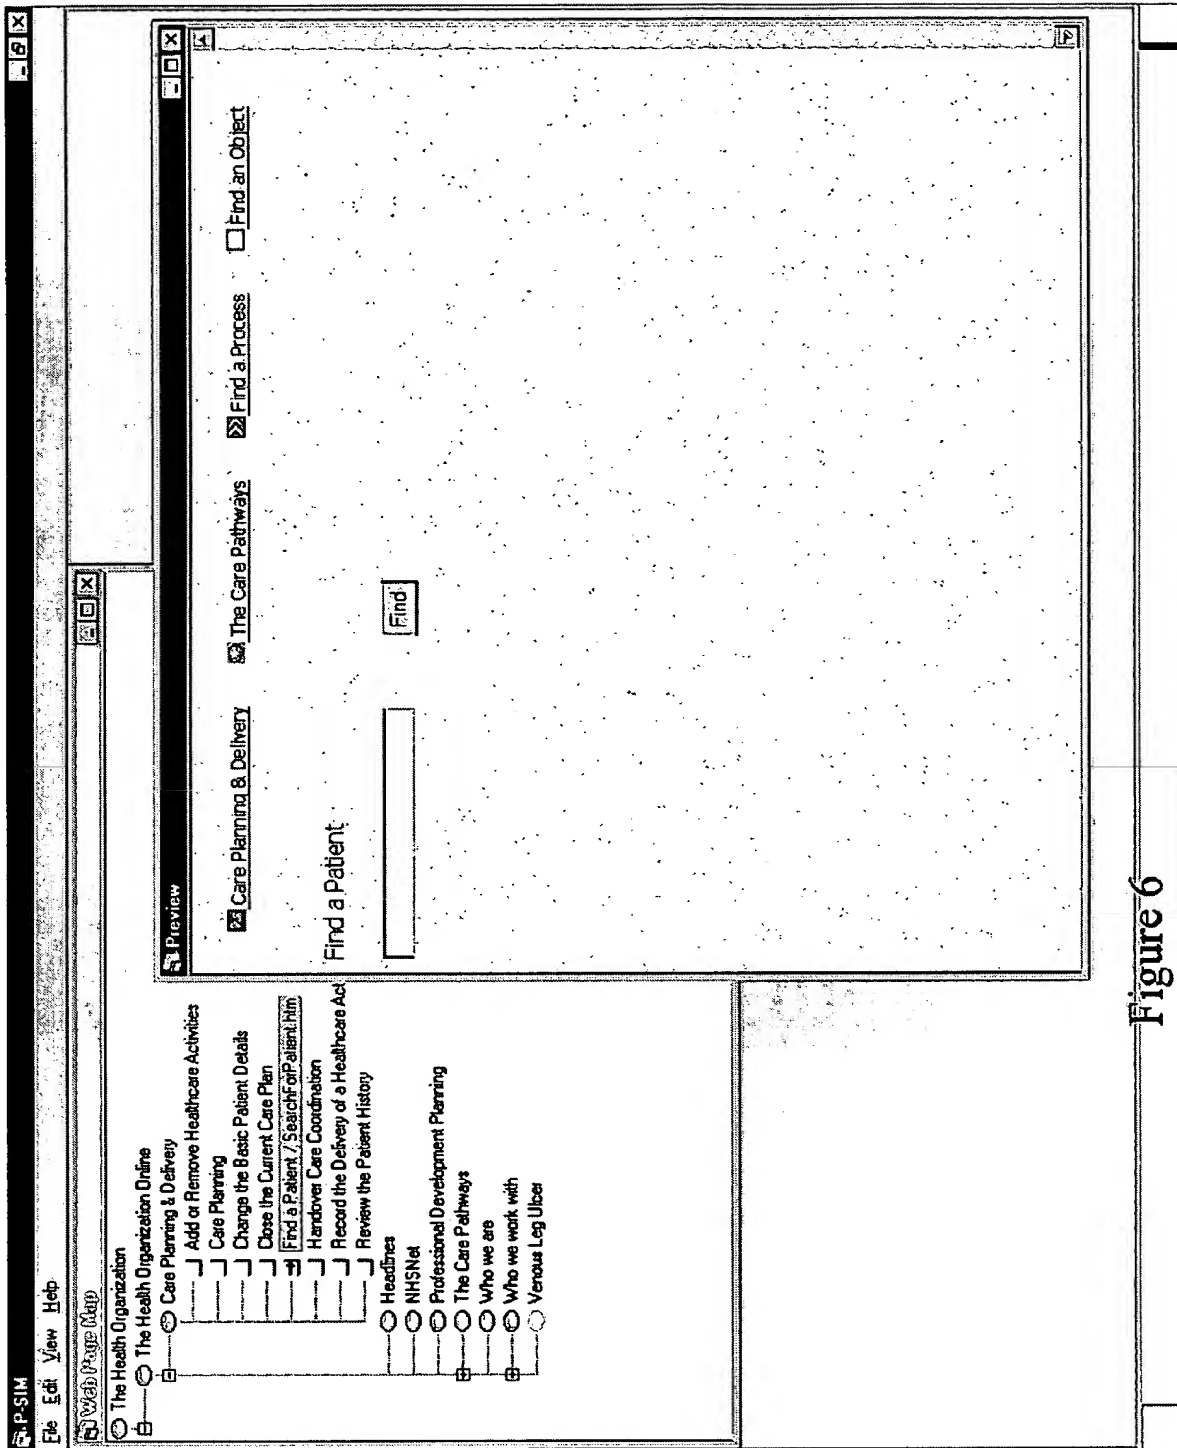 P-SIM
File Edit View Help
Web Page Map
The Health Organization
The Health Organization Online
Care Planning & Delivery
Add or Remove Healthcare Activities
Care Planning
Change the Basic Patient Details
Close the Current Care Plan
Find a Patient / SearchForPatient.htm
Handover Care Coordination
Record the Delivery of a Healthcare Act
Review the Patient History
Headlines
NHSNet
Professional Development Planning
The Care Pathways
Who we are
Who we work with
Venous Leg Ulcer
Preview
Care Planning & Delivery The Care Pathways Find a Process Find an Object
Find a Patient
Find
Figure 6